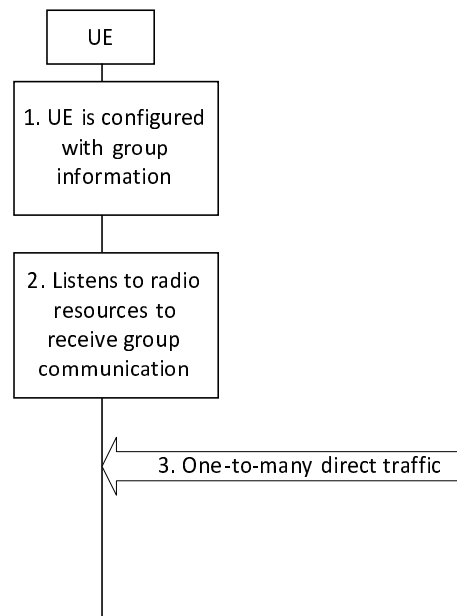 UE
1. UE is configured
with group
information
2. Listens to radio
resources to
receive group
communication
3. One-to-many direct traffic